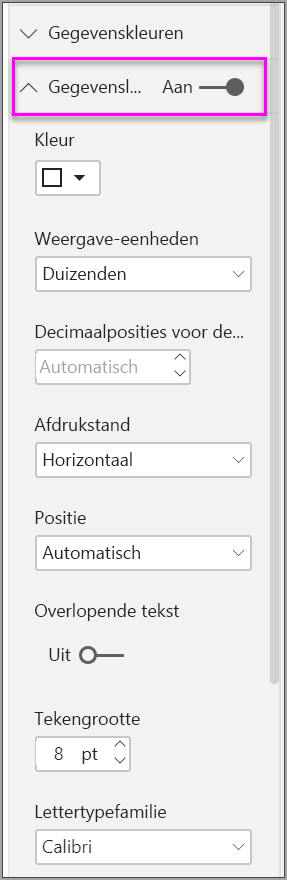 Gegevenskleuren
Gegevensl... Aan
Kleur
Weergave-eenheden
Duizenden
Decimaalposities voor de...
Automatisch
Afdrukstand
Horizontaal
Positie
Automatisch
Overlopende tekst
Uit
Tekengrootte
8 pt
Lettertypefamilie
Calibri